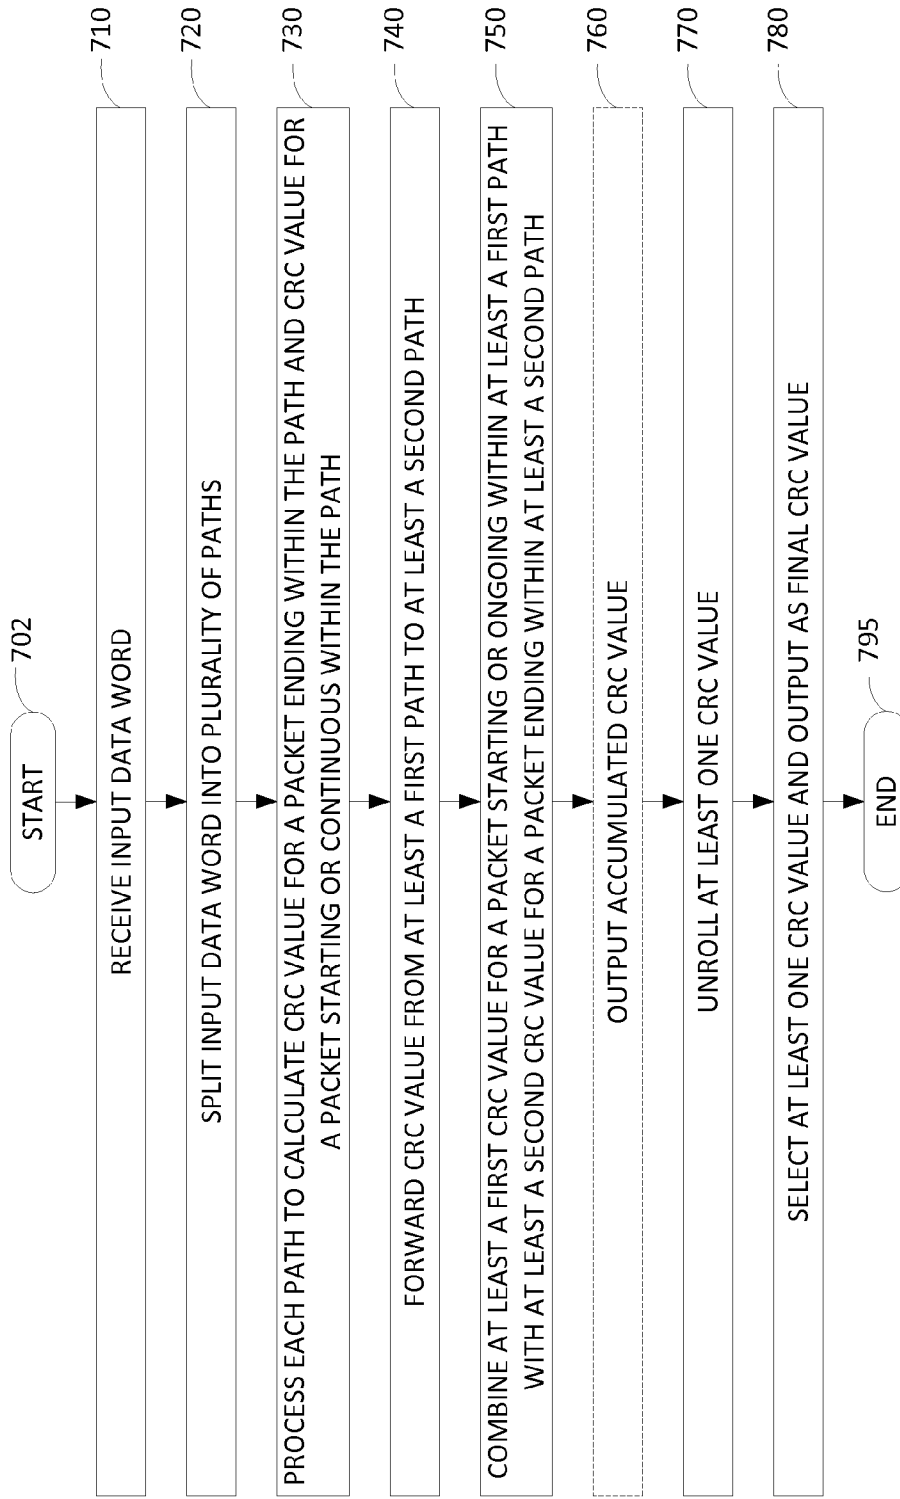 START
702
RECEIVE INPUT DATA WORD
710
SPLIT INPUT DATA WORD INTO PLURALITY OF PATHS
720
PROCESS EACH PATH TO CALCULATE CRC VALUE FOR A PACKET ENDING WITHIN THE PATH AND CRC VALUE FOR
A PACKET STARTING OR CONTINUOUS WITHIN THE PATH
730
FORWARD CRC VALUE FROM AT LEAST A FIRST PATH TO AT LEAST A SECOND PATH
740
COMBINE AT LEAST A FIRST CRC VALUE FOR A PACKET STARTING OR ONGOING WITHIN AT LEAST A FIRST PATH
WITH AT LEAST A SECOND CRC VALUE FOR A PACKET ENDING WITHIN AT LEAST A SECOND PATH
750
OUTPUT ACCUMULATED CRC VALUE
760
UNROLL AT LEAST ONE CRC VALUE
770
SELECT AT LEAST ONE CRC VALUE AND OUTPUT AS FINAL CRC VALUE
780
END
795